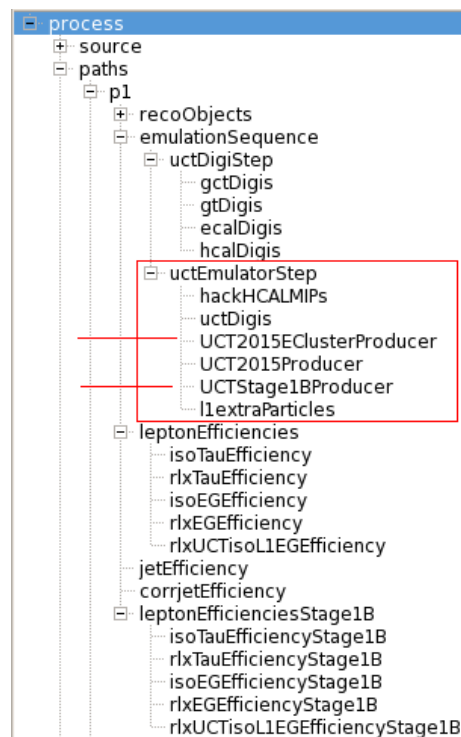 process
source
paths
p1
recoObjects
emulationSequence
uctDigiStep
gctDigis
gtDigis
ecalDigis
hcalDigis
uctEmulatorStep
hackHCALMIPs
uctDigis
UCT2015EClusterProducer
UCT2015Producer
UCTStage1BProducer
l1extraParticles
leptonEfficiencies
isoTauEfficiency
rlxTauEfficiency
isoEGEfficiency
rlxEGEfficiency
rlxUCTisoL1EGEfficiency
jetEfficiency
corrjetEfficiency
leptonEfficienciesStage1B
isoTauEfficiencyStage1B
rlxTauEfficiencyStage1B
isoEGEfficiencyStage1B
rlxEGEfficiencyStage1B
rlxUCTisoL1EGEfficiencyStage1B